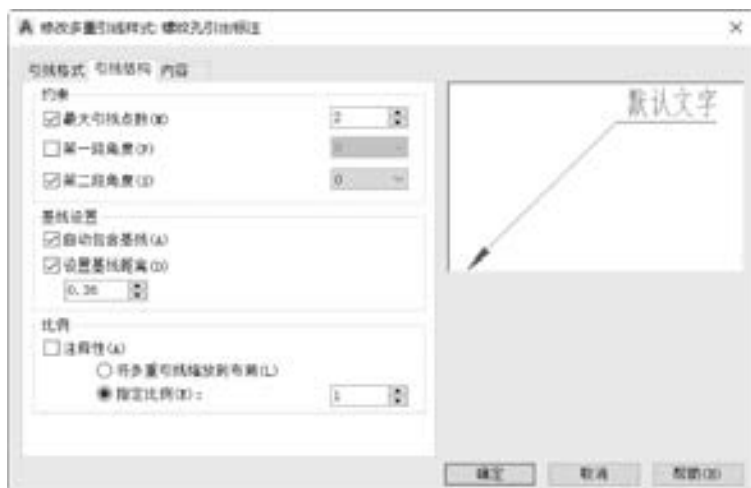 修改多重引线样式: 螺纹孔引出标注
引线格式 引线结构 内容
约束
最大引线点数(M) 2
第一段角度(F) 0
第二段角度(S) 0
基线设置
自动包含基线(A)
设置基线距离(D)
0.36
比例
注释性(A)
将多重引线缩放到布局(L)
指定比例(E): 1
默认文字
确定 取消 帮助(H)